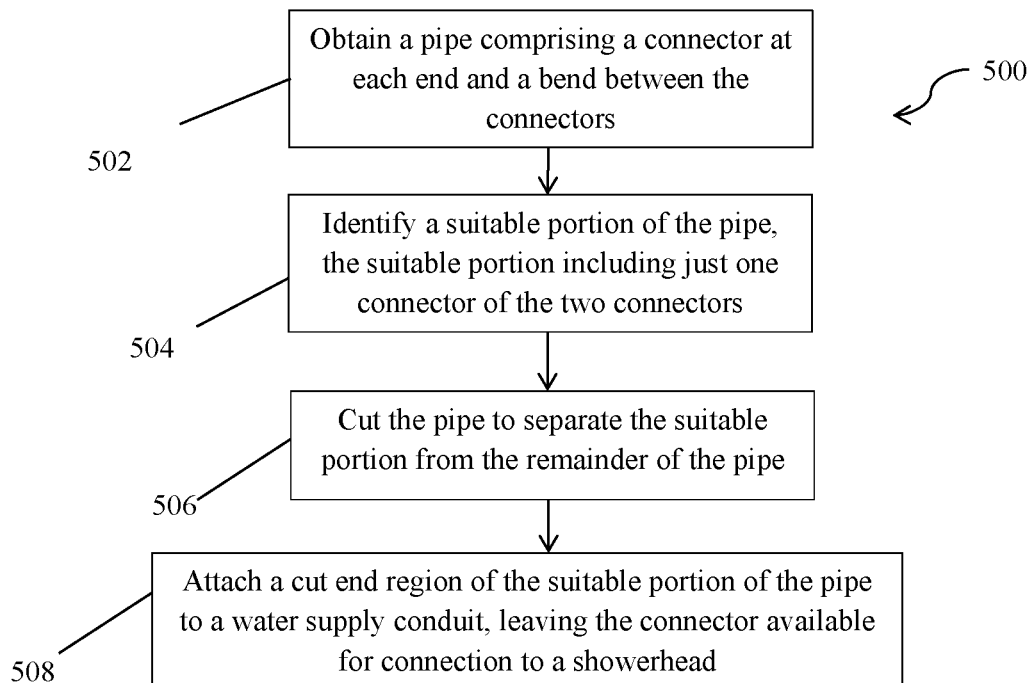 Obtain a pipe comprising a connector at
each end and a bend between the
connectors
500
502
Identify a suitable portion of the pipe,
the suitable portion including just one
connector of the two connectors
504
Cut the pipe to separate the suitable
portion from the remainder of the pipe
506
Attach a cut end region of the suitable portion of the pipe
to a water supply conduit, leaving the connector available
for connection to a showerhead
508